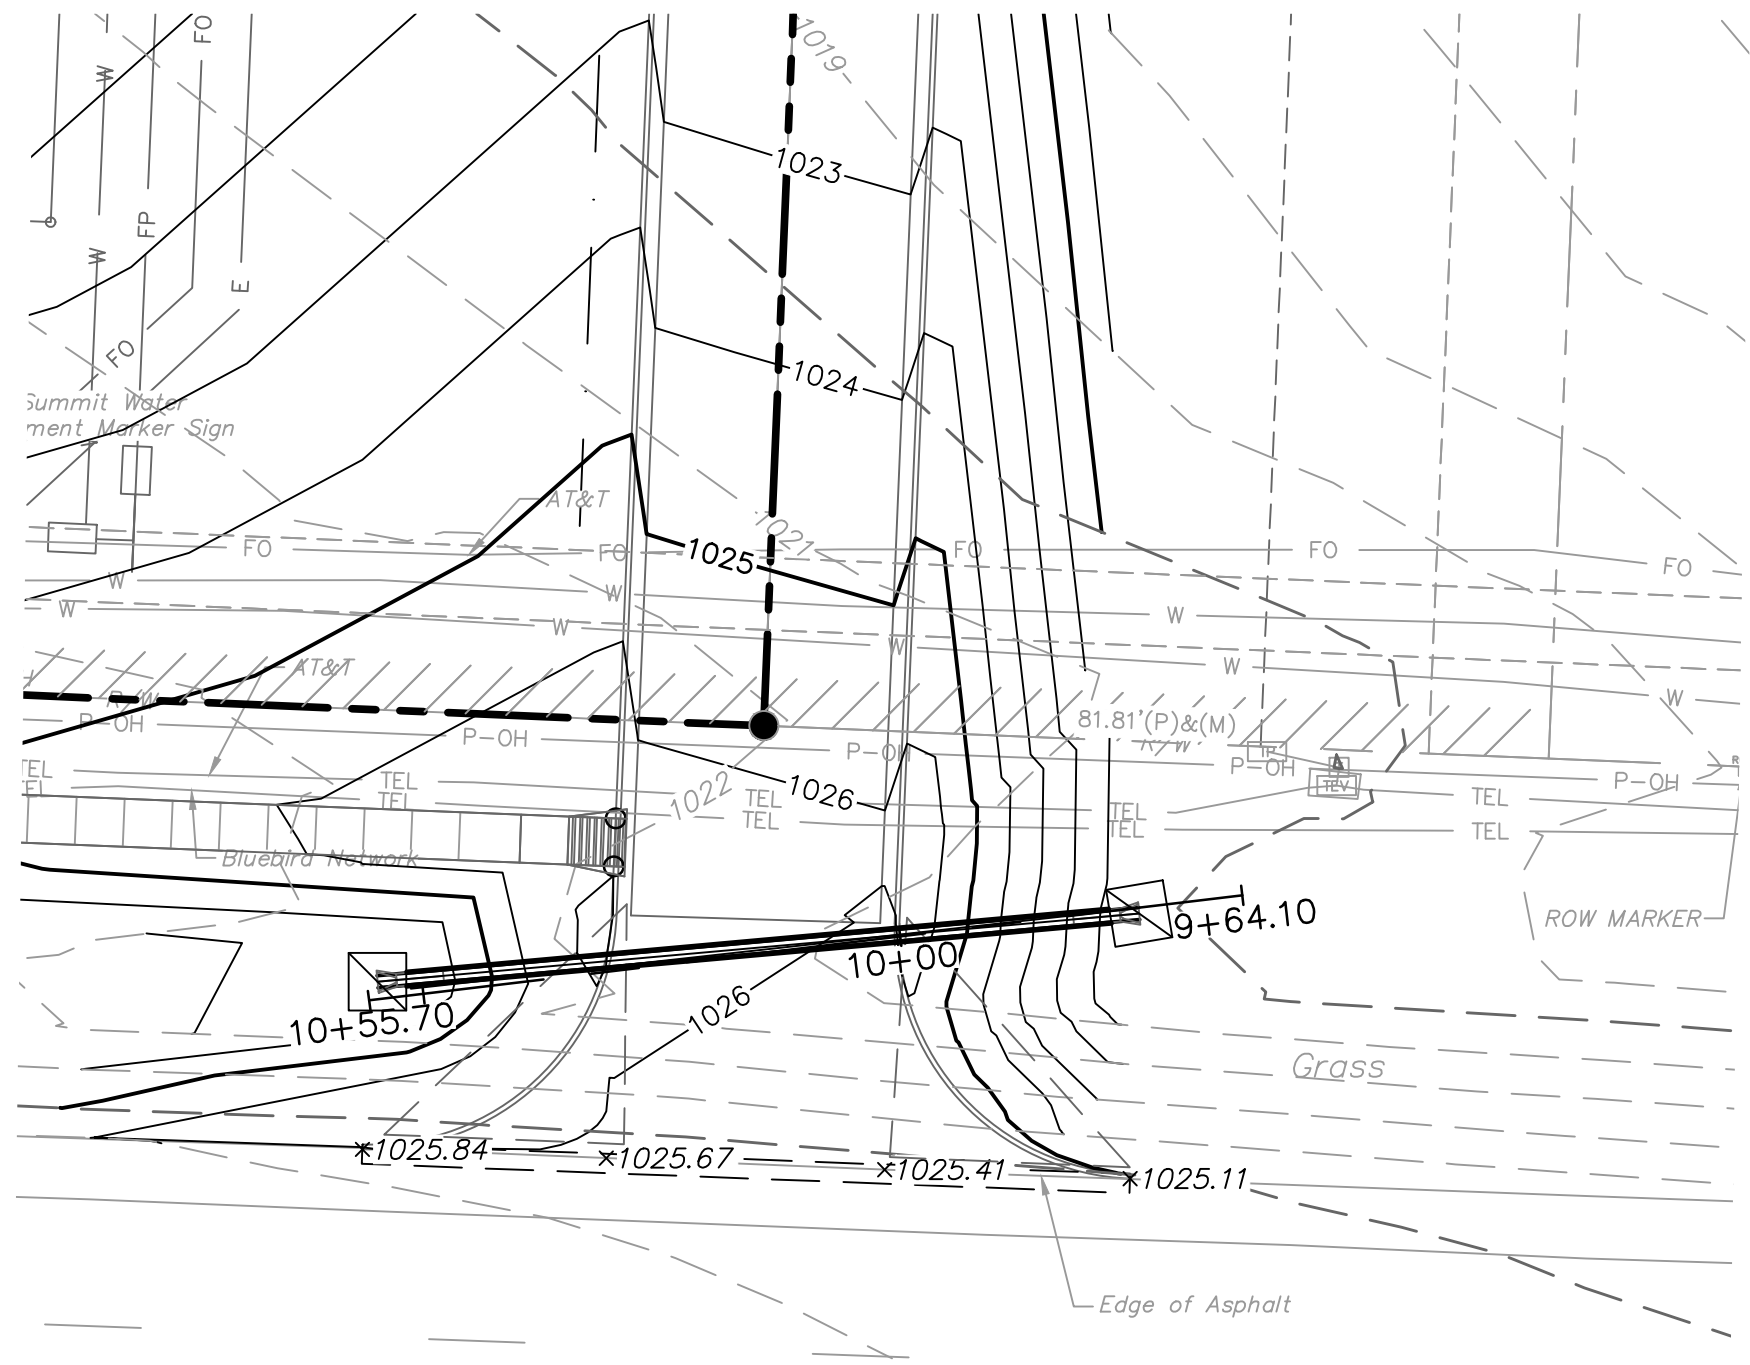 FO
1019
W
1023
FP
W
E
FO
1024
Summit Water
ment Marker Sign
AT&T
1021
FO
FO
1025
FO
FO
FO
W
W
W
W
W
W
W
W
AT&T
R/W
P-OH
P-OH
P-OH
81.81'(P)&(M)
R/W
P-OH
P-OH
TEL
TEL
TEL
TEL
1022
TEL
TEL
1026
TEL
TEL
TEV
TEL
TEL
Bluebird Network
ROW MARKER
9+64.10
10+00
10+55.70
1026
Grass
1025.84
1025.67
1025.41
1025.11
Edge of Asphalt